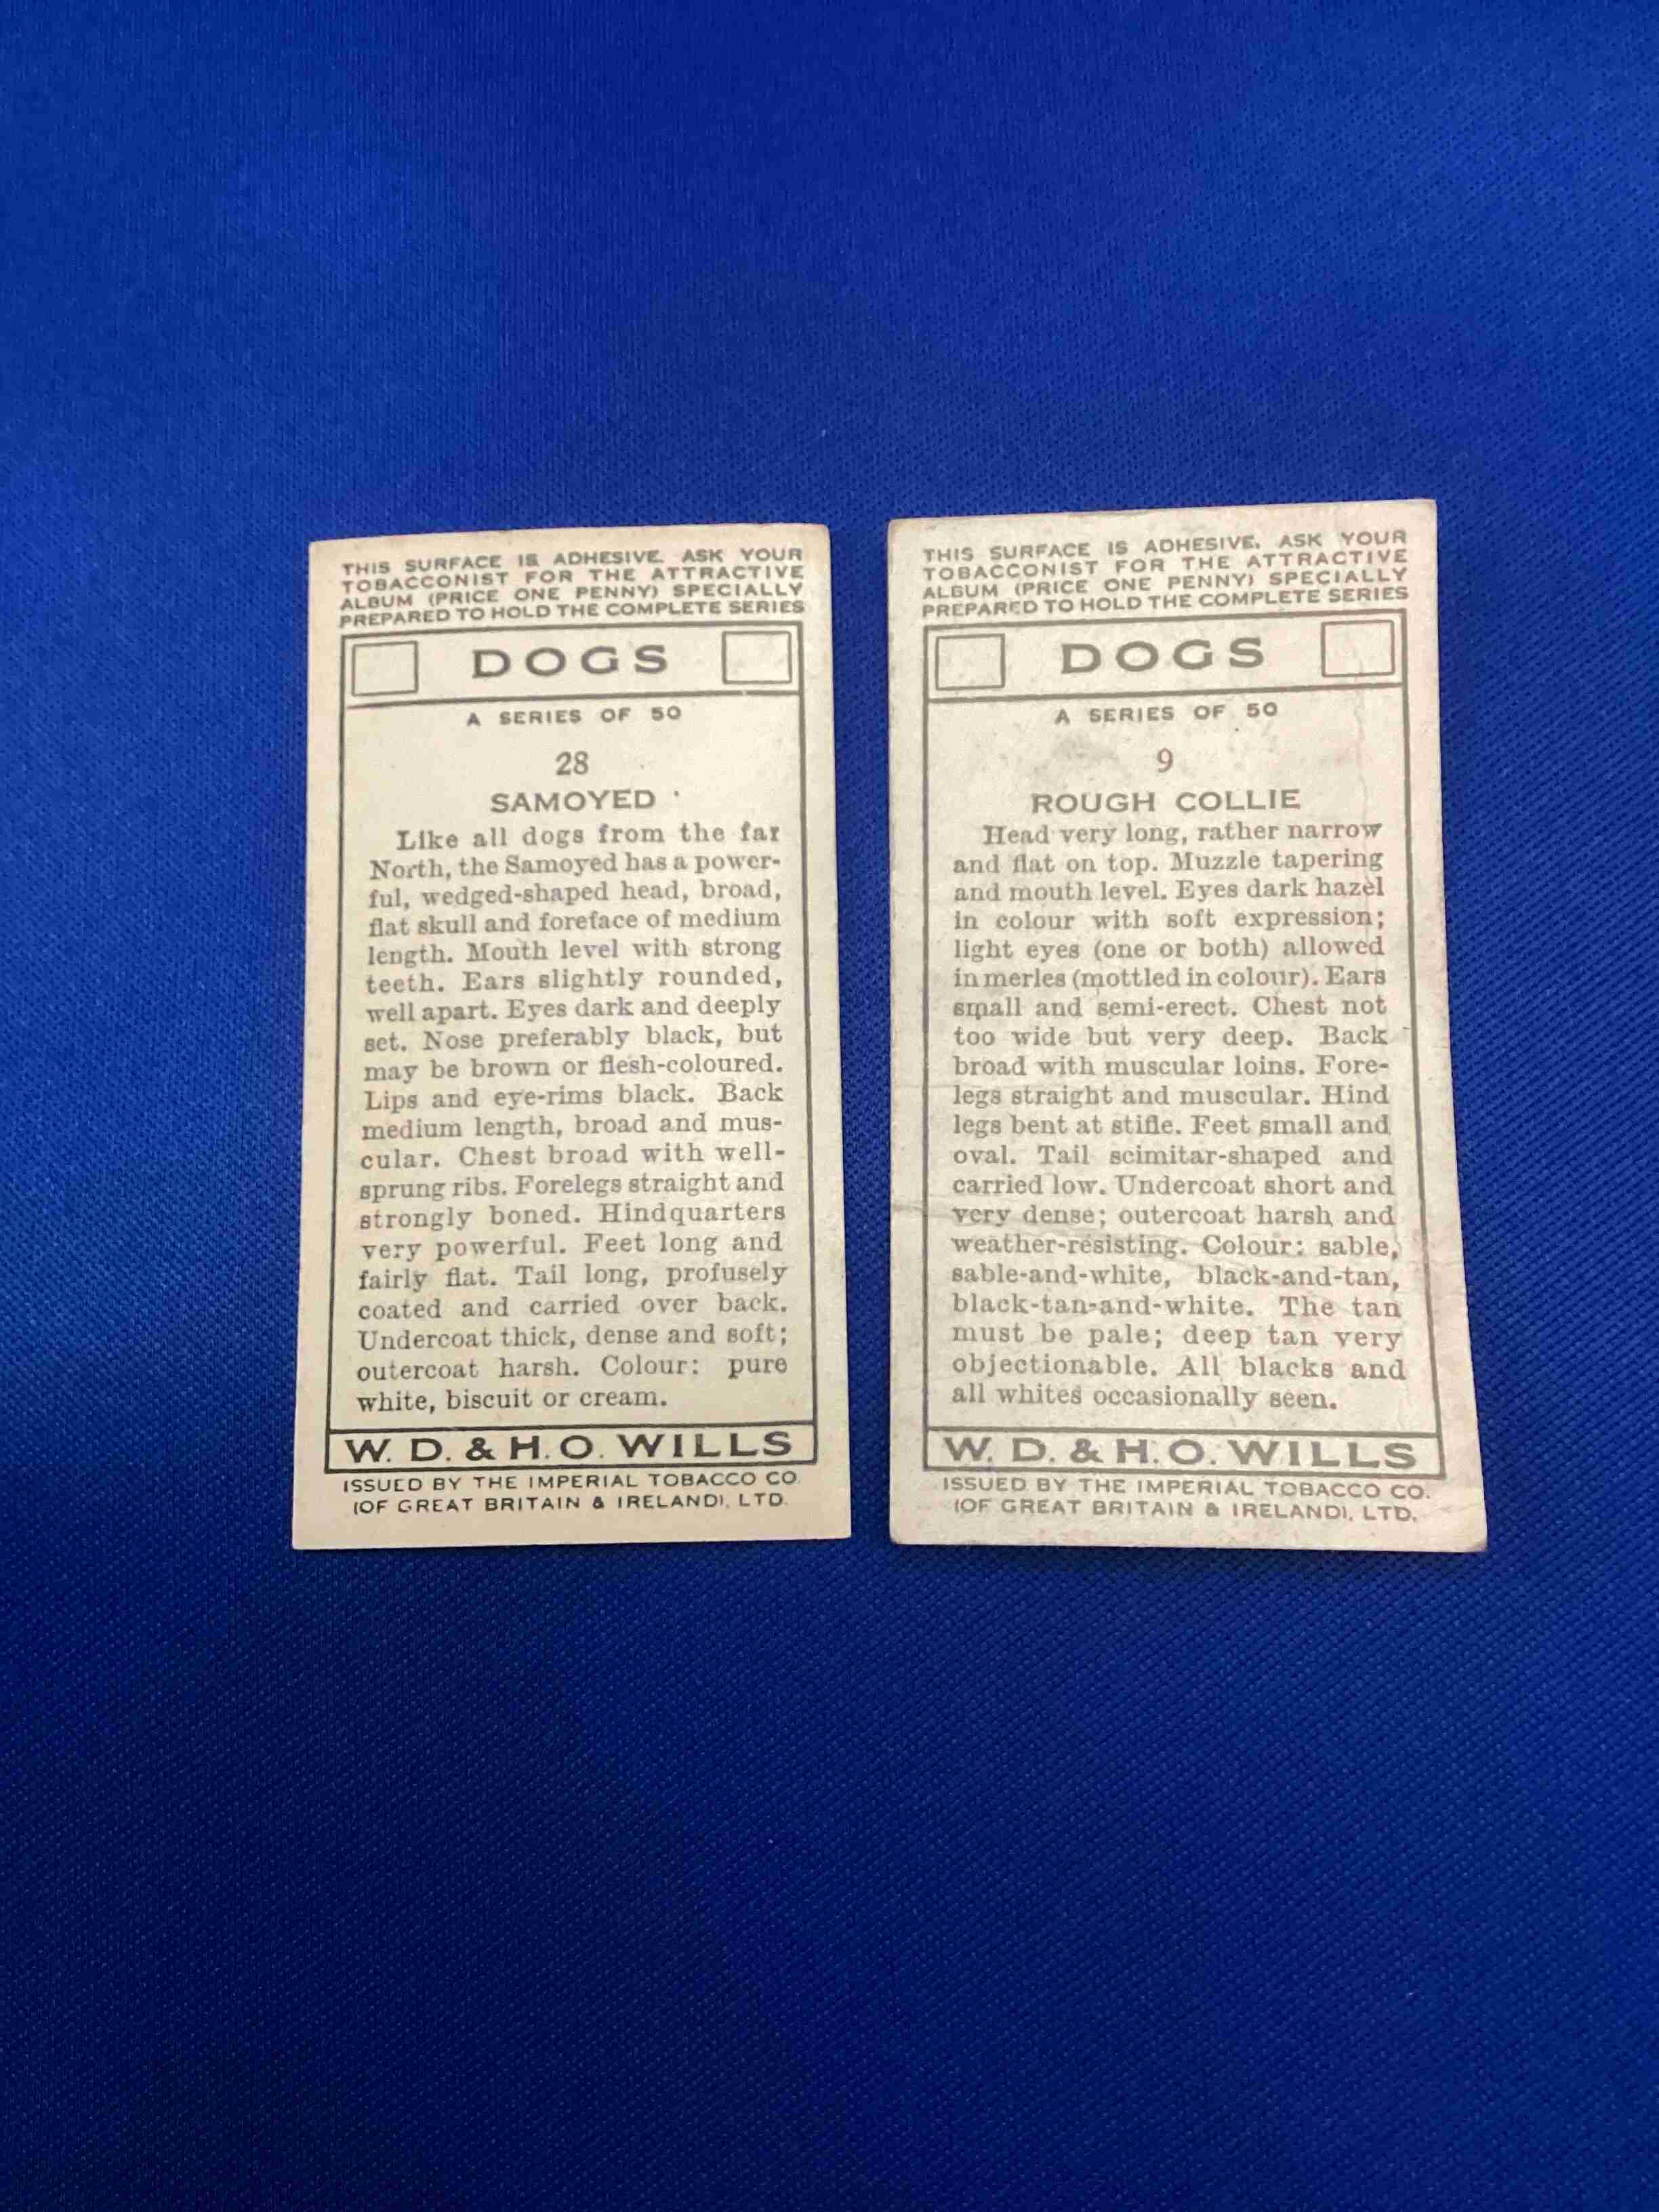 THIS SURFACE IS ADHESIVE. ASK YOUR
TOBACCONIST FOR THE ATTRACTIVE
ALBUM (PRICE ONE PENNY) SPECIALLY
PREPARED TO HOLD THE COMPLETE SERIES
DOGS
A SERIES OF 50
28
SAMOYED
Like all dogs from the far
North, the Samoyed has a power-
ful, wedged-shaped head, broad,
flat skull and foreface of medium
length. Mouth level with strong
teeth. Ears slightly rounded,
well apart. Eyes dark and deeply
set. Nose preferably black, but
may be brown or flesh-coloured.
Lips and eye-rims black. Back
medium length, broad and mus-
cular. Chest broad with well-
sprung ribs. Forelegs straight and
strongly boned. Hindquarters
very powerful. Feet long and
fairly flat. Tail long, profusely
coated and carried over back.
Undercoat thick, dense and soft;
outercoat harsh. Colour: pure
white, biscuit or cream.
W. D. & H. O. WILLS
ISSUED BY THE IMPERIAL TOBACCO CO.
(OF GREAT BRITAIN & IRELAND), LTD.
THIS SURFACE IS ADHESIVE. ASK YOUR
TOBACCONIST FOR THE ATTRACTIVE
ALBUM (PRICE ONE PENNY) SPECIALLY
PREPARED TO HOLD THE COMPLETE SERIES
DOGS
A SERIES OF 50
9
ROUGH COLLIE
Head very long, rather narrow
and flat on top. Muzzle tapering
and mouth level. Eyes dark hazel
in colour with soft expression;
light eyes (one or both) allowed
in merles (mottled in colour). Ears
small and semi-erect. Chest not
too wide but very deep. Back
broad with muscular loins. Fore-
legs straight and muscular. Hind
legs bent at stifle. Feet small and
oval. Tail scimitar-shaped and
carried low. Undercoat short and
very dense; outercoat harsh and
weather-resisting. Colour: sable,
sable-and-white, black-and-tan,
black-tan-and-white. The tan
must be pale; deep tan very
objectionable. All blacks and
all whites occasionally seen.
W. D. & H. O. WILLS
ISSUED BY THE IMPERIAL TOBACCO CO.
(OF GREAT BRITAIN & IRELAND), LTD.